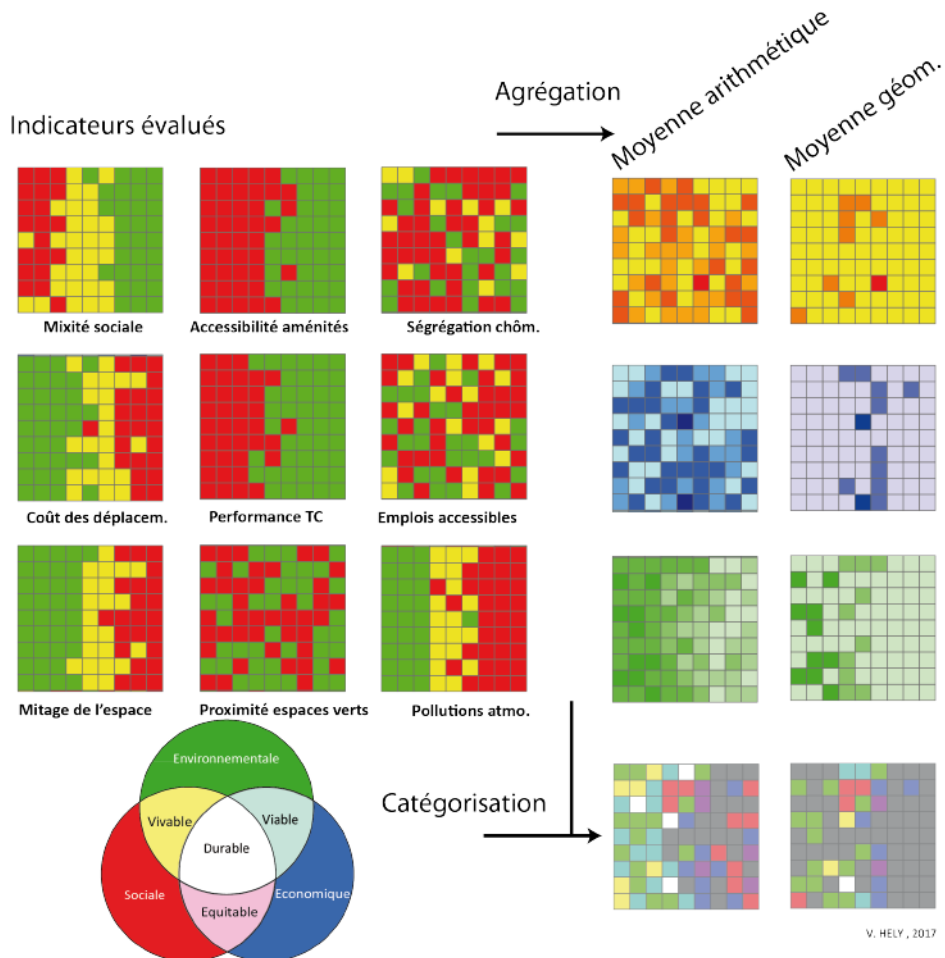 Moyenne arithmétique
Moyenne géom.
Agrégation
Indicateurs évalués
Mixité sociale
Accessibilité aménités
Ségrégation chôm.
Coût des déplacem.
Performance TC
Emplois accessibles
Mitage de l'espace
Proximité espaces verts
Pollutions atmo.
Environnementale
Vivable
Viable
Durable
Sociale
Economique
Equitable
Catégorisation
V. HELY , 2017